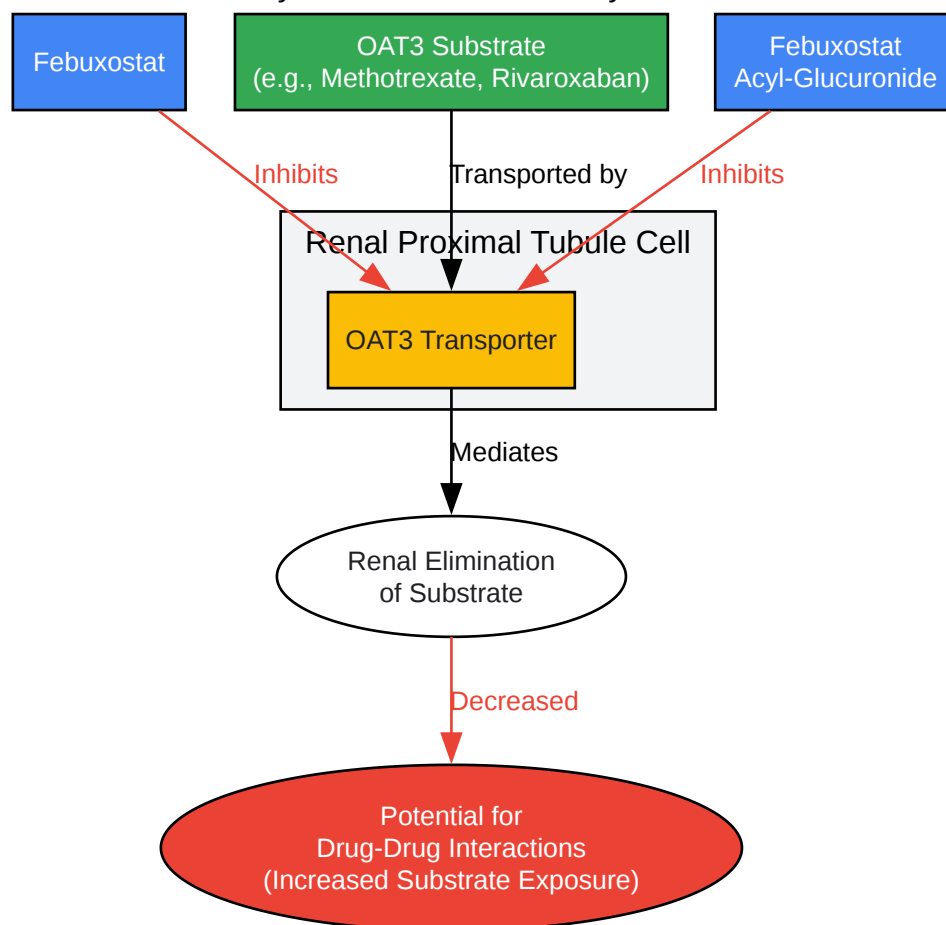 Febuxostat
OAT3 Substrate
(e.g., Methotrexate, Rivaroxaban)
Febuxostat
Acyl-Glucuronide
Inhibits
Transported by
Inhibits
Renal Proximal Tubule Cell
OAT3 Transporter
Mediates
Renal Elimination
of Substrate
Decreased
Potential for
Drug-Drug Interactions
(Increased Substrate Exposure)